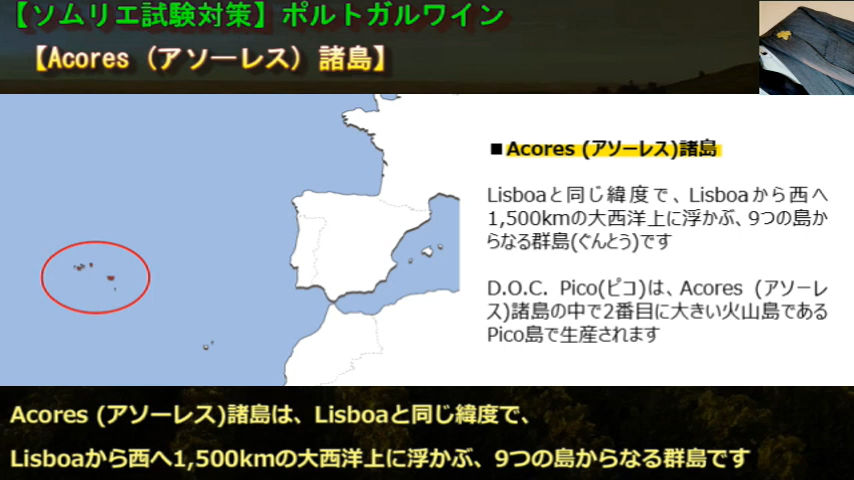 【ソムリエ試験対策】ポルトガルワイン
【Acores（アソーレス）諸島】
■Acores (アソーレス)諸島
Lisboaと同じ緯度で、Lisboaから西へ
1,500kmの大西洋上に浮かぶ、9つの島か
らなる群島(ぐんとう)です
D.O.C. Pico(ピコ)は、Acores (アソーレ
ス)諸島の中で2番目に大きい火山島である
Pico島で生産されます
Acores (アソーレス)諸島は、Lisboaと同じ緯度で、
Lisboaから西へ1,500kmの大西洋上に浮かぶ、9つの島からなる群島です